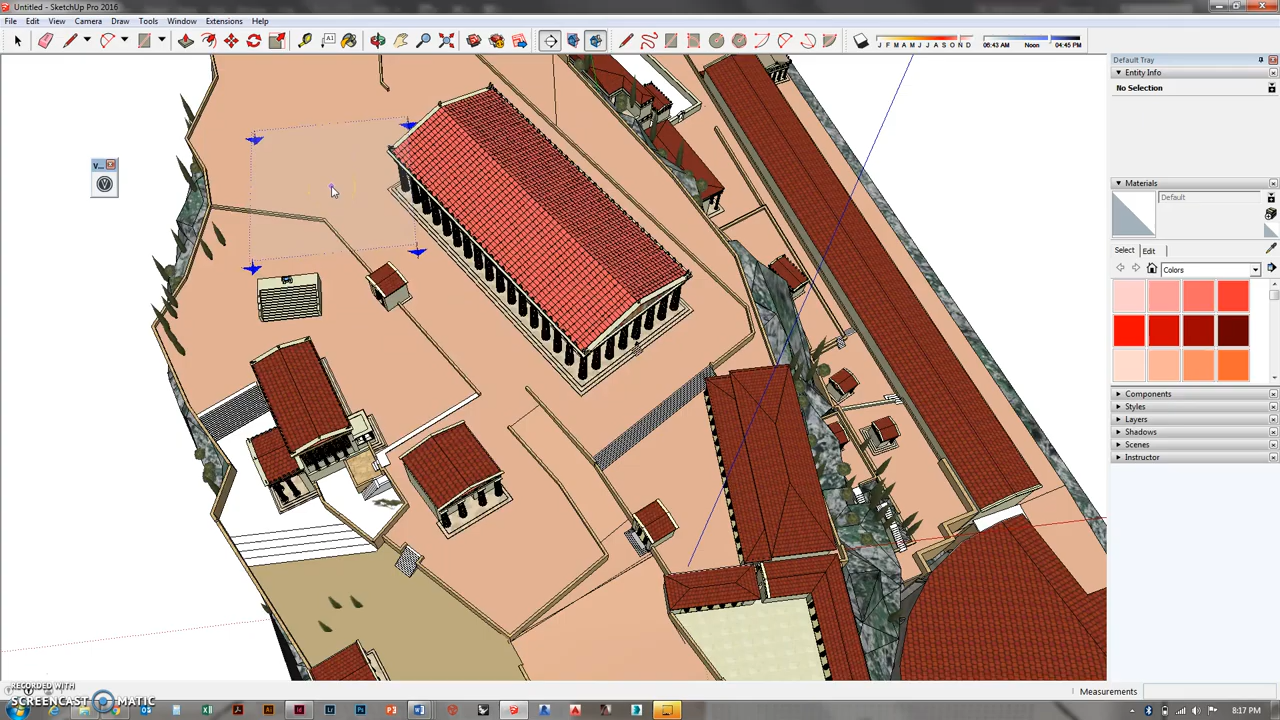 Untitled - SketchUp Pro 2016
File Edit View Camera Draw Tools Window Extensions Help
J F M A M J J A S O N D
06:43 AM Noon 04:45 PM
Default Tray
Entity Info
No Selection
V...
Materials
Default
Select Edit
Colors
Components
Styles
Layers
Shadows
Scenes
Instructor
RECORDED WITH
SCREENCAST MATIC
Measurements
8:17 PM